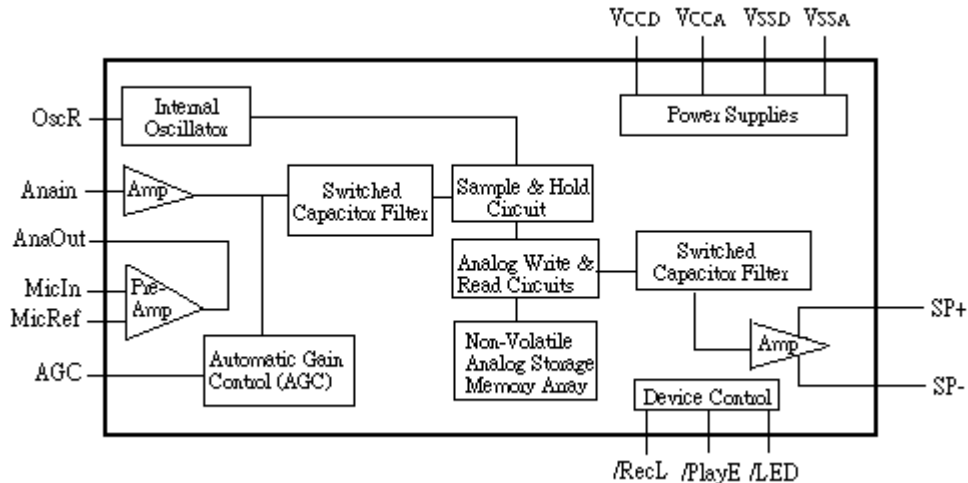 VCCD VCCA VSSD VSSA
Power Supplies
OscR
Internal
Oscillator
Anain
Amp
Switched
Capacitor Filter
Sample & Hold
Circuit
AnaOut
Analog Write &
Read Circuits
Switched
Capacitor Filter
MicIn
MicRef
Pre-
Amp
SP+
Amp
SP-
AGC
Automatic Gain
Control (AGC)
Non-Volatile
Analog Storage
Memory Array
Device Control
/RecL /PlayE /LED